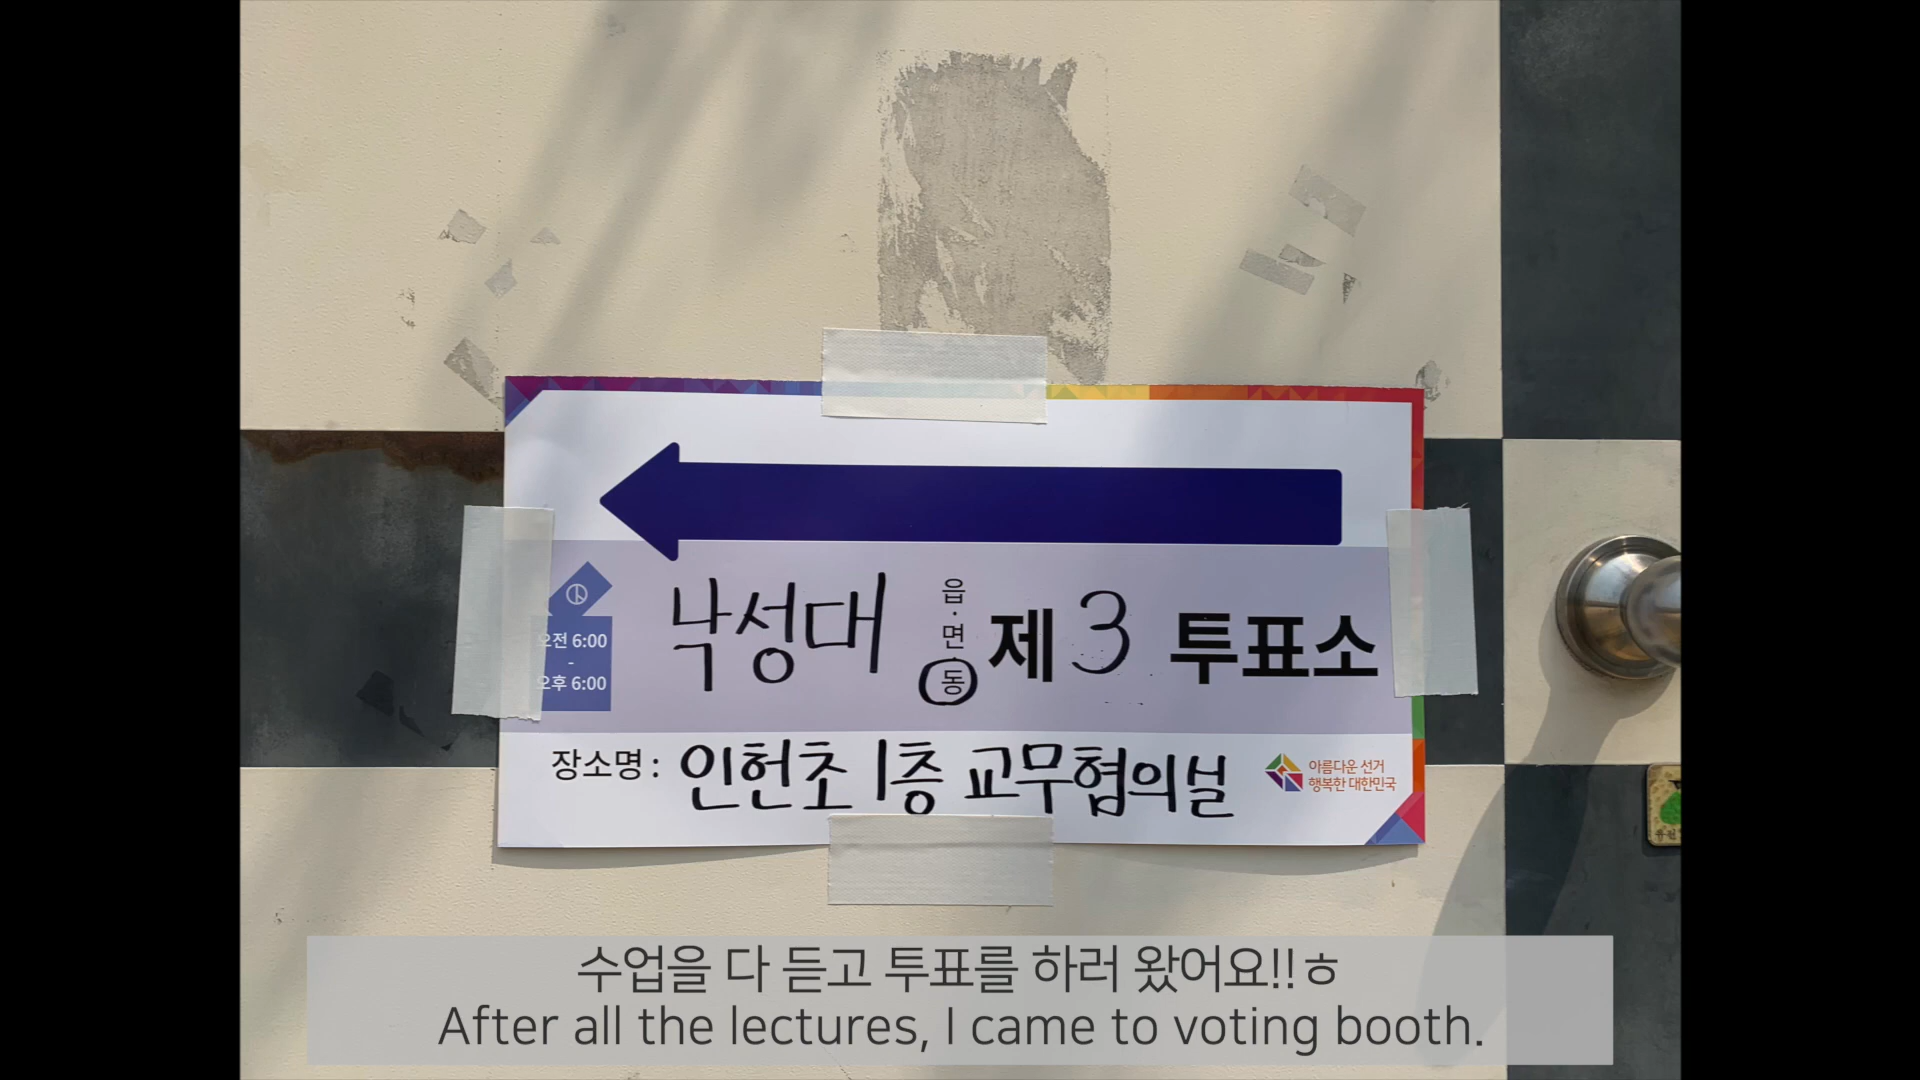 오전 6:00
-
오후 6:00
낙성대 읍·면·동 제 3 투표소
장소명: 인헌초 1층 교무협의실
아름다운 선거
행복한 대한민국
수업을 다 듣고 투표를 하러 왔어요!!ㅎ
After all the lectures, I came to voting booth.